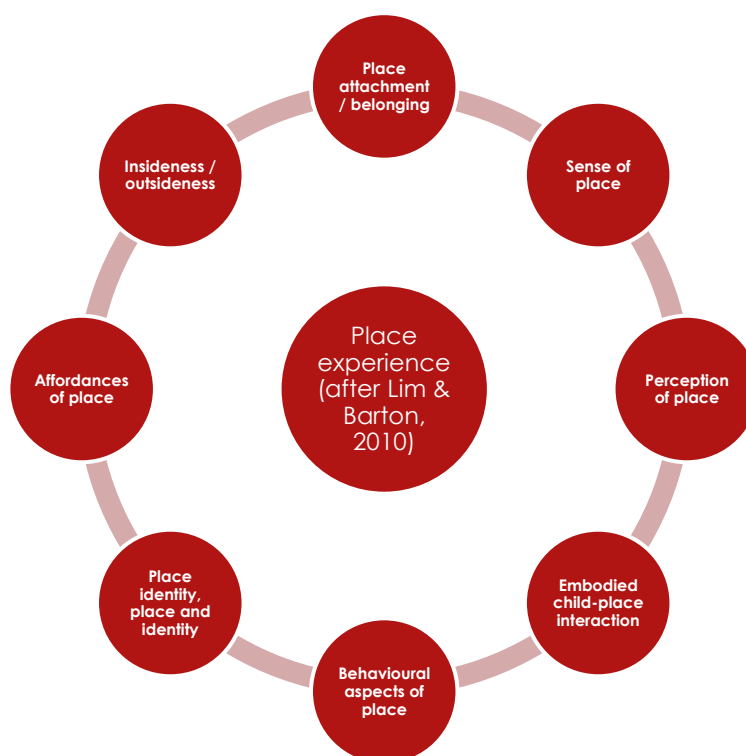 Place
attachment
/ belonging
Sense of
place
Perception
of place
Embodied
child-place
interaction
Behavioural
aspects of
place
Place
identity,
place and
identity
Affordances
of place
Insideness /
outsideness
Place
experience
(after Lim &
Barton,
2010)